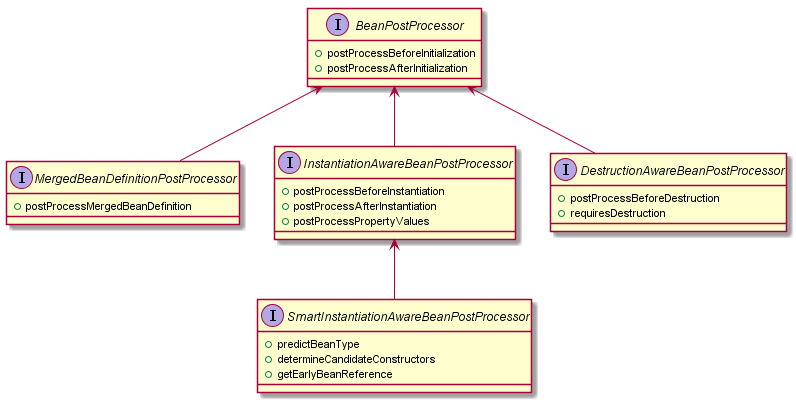 I BeanPostProcessor
postProcessBeforeInitialization
postProcessAfterInitialization
I MergedBeanDefinitionPostProcessor
postProcessMergedBeanDefinition
I InstantiationAwareBeanPostProcessor
postProcessBeforeInstantiation
postProcessAfterInstantiation
postProcessPropertyValues
I DestructionAwareBeanPostProcessor
postProcessBeforeDestruction
requiresDestruction
I SmartInstantiationAwareBeanPostProcessor
predictBeanType
determineCandidateConstructors
getEarlyBeanReference